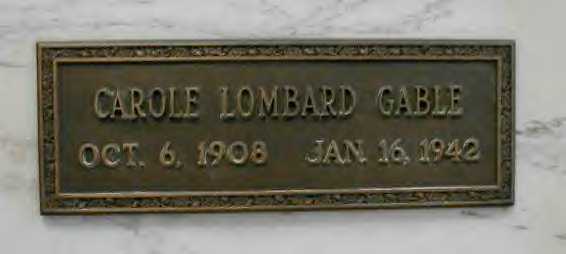 CAROLE LOMBARD GABLE
OCT. 6, 1908 JAN. 16, 1942